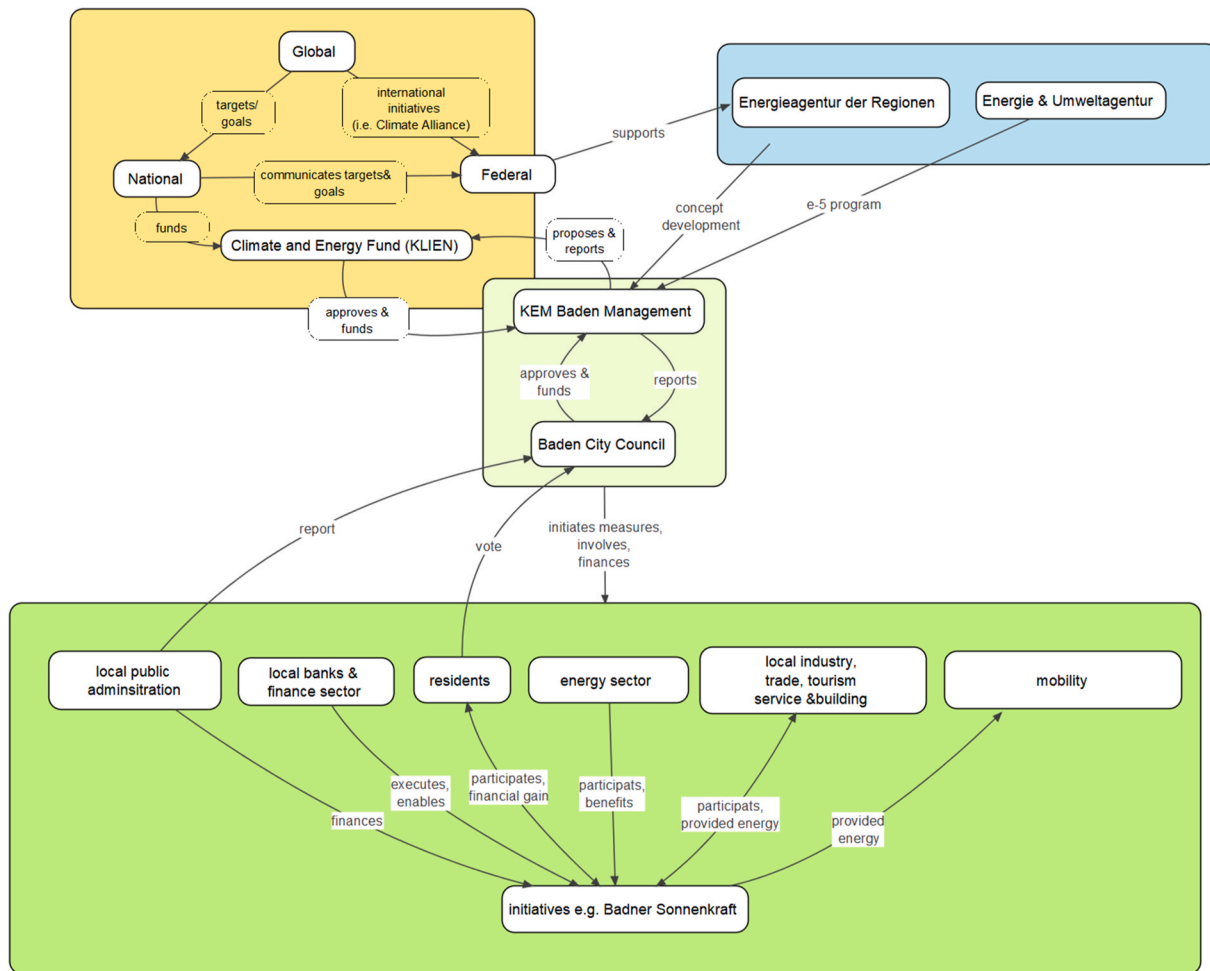 Global
targets/
goals
international
initiatives
(i.e. Climate Alliance)
National
communicates targets&
goals
Federal
funds
Climate and Energy Fund (KLIEN)
approves &
funds
proposes &
reports
supports
Energieagentur der Regionen
Energie & Umweltagentur
concept
development
e-5 program
KEM Baden Management
approves &
funds
reports
Baden City Council
report
vote
initiates measures,
involves,
finances
local public
adminsitration
local banks &
finance sector
residents
energy sector
local industry,
trade, tourism
service &building
mobility
finances
executes,
enables
participates,
financial gain
participats,
benefits
participats,
provided energy
provided
energy
initiatives e.g. Badner Sonnenkraft